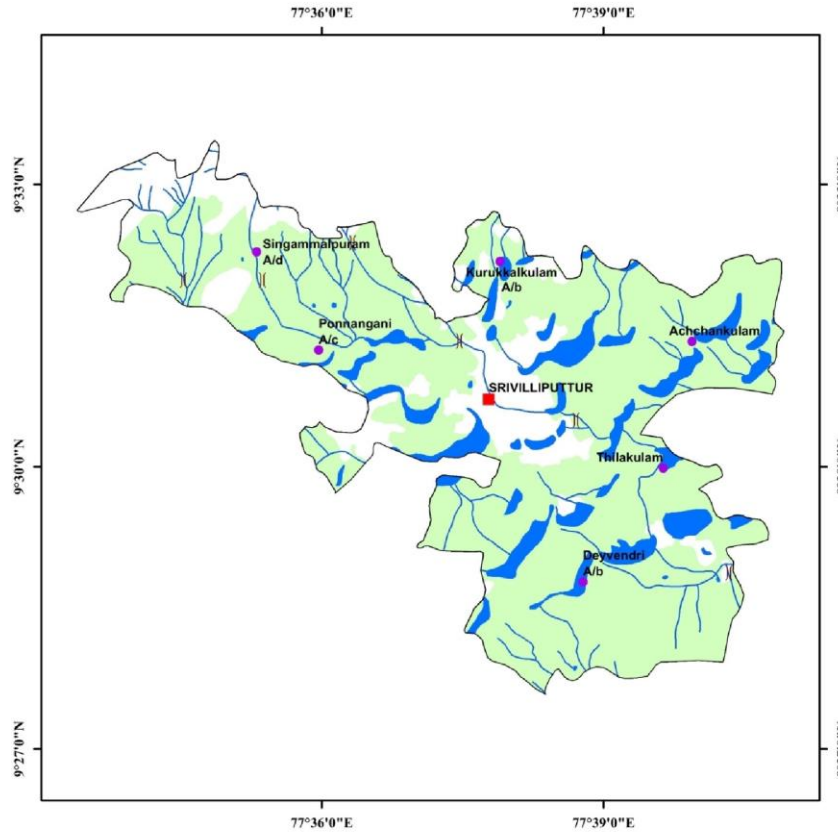 77°36'0"E
77°39'0"E
9°33'0"N
Singammalpuram
A/d
Kurukkalkulam
A/b
Ponnangani
A/c
Achchankulam
SRIVILLIPUTTUR
9°30'0"N
Thilakulam
Deyvendri
A/b
9°27'0"N
77°36'0"E
77°39'0"E